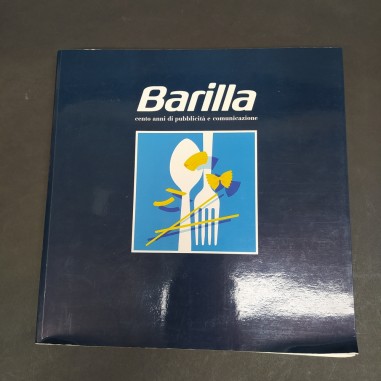 Barilla
cento anni di pubblicità e comunicazione